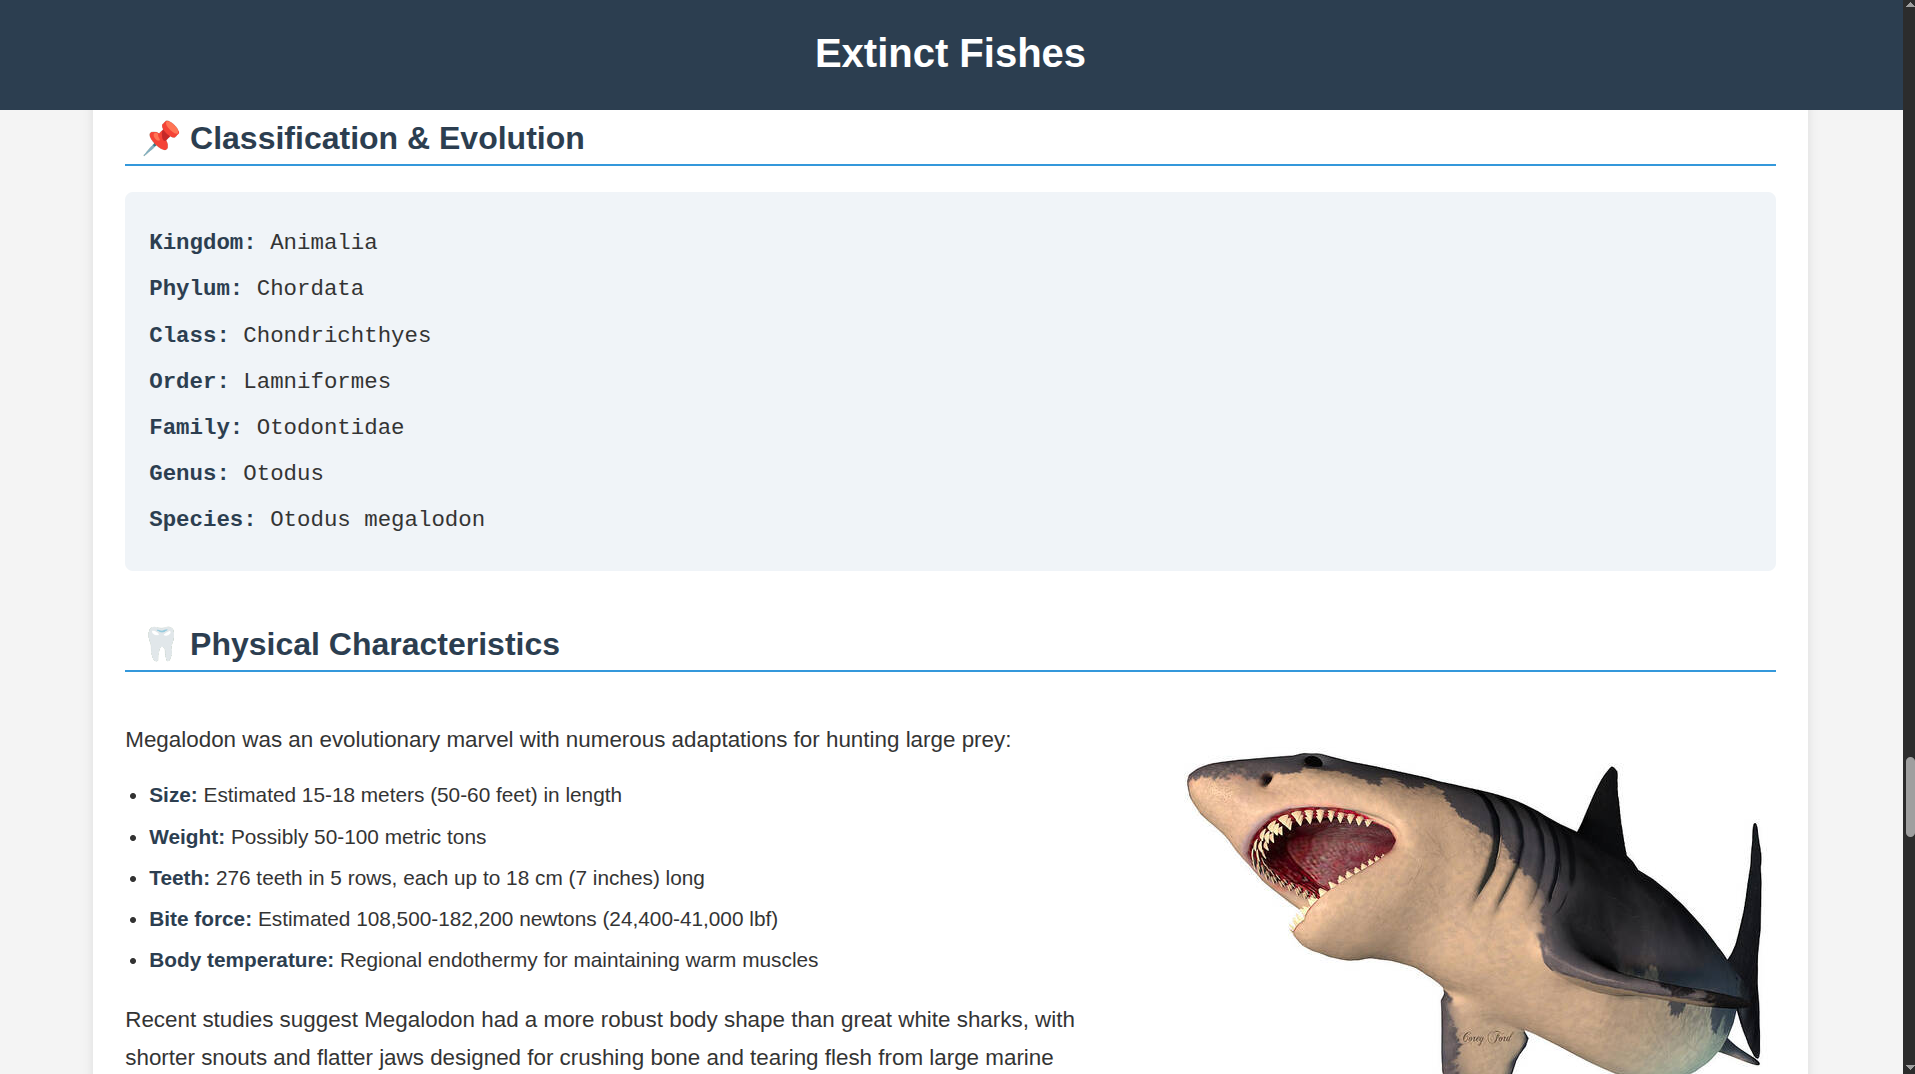 Extinct Fishes
📌 Classification & Evolution
Kingdom: Animalia
Phylum: Chordata
Class: Chondrichthyes
Order: Lamniformes
Family: Otodontidae
Genus: Otodus
Species: Otodus megalodon
🦷 Physical Characteristics
Megalodon was an evolutionary marvel with numerous adaptations for hunting large prey:
• Size: Estimated 15-18 meters (50-60 feet) in length
• Weight: Possibly 50-100 metric tons
• Teeth: 276 teeth in 5 rows, each up to 18 cm (7 inches) long
• Bite force: Estimated 108,500-182,200 newtons (24,400-41,000 lbf)
• Body temperature: Regional endothermy for maintaining warm muscles
Recent studies suggest Megalodon had a more robust body shape than great white sharks, with
shorter snouts and flatter jaws designed for crushing bone and tearing flesh from large marine
Corey Ford